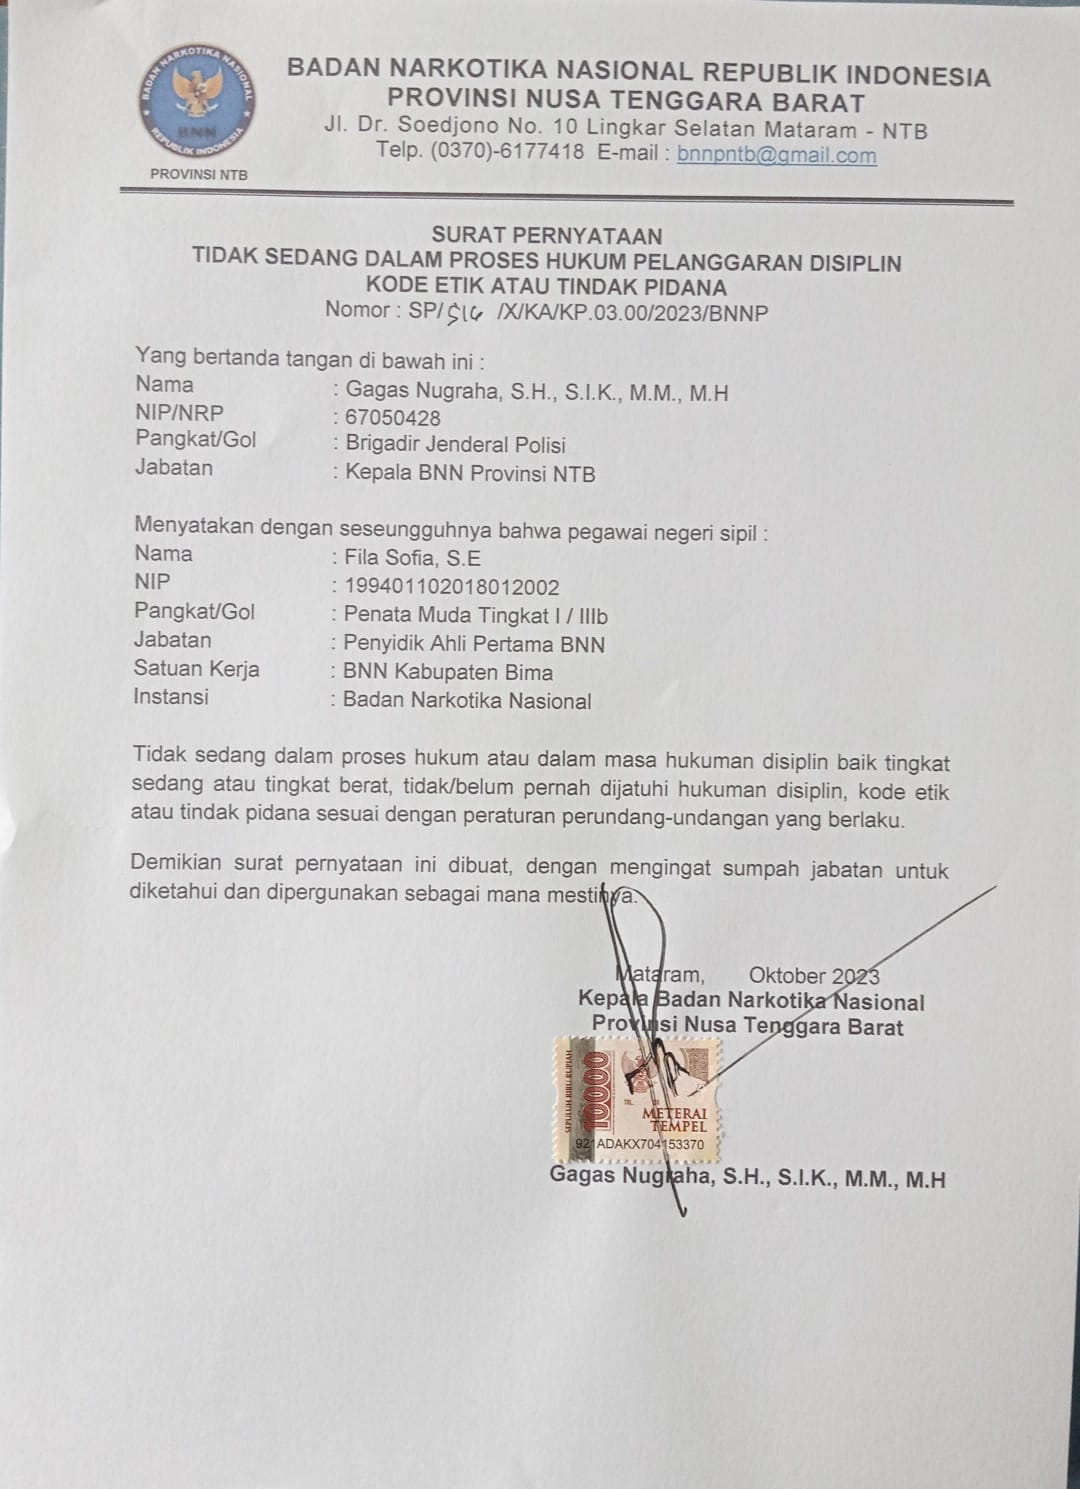 BADAN NARKOTIKA NASIONAL
BNN
REPUBLIK INDONESIA
PROVINSI NTB
BADAN NARKOTIKA NASIONAL REPUBLIK INDONESIA
PROVINSI NUSA TENGGARA BARAT
Jl. Dr. Soedjono No. 10 Lingkar Selatan Mataram - NTB
Telp. (0370)-6177418 E-mail : bnnpntb@gmail.com
SURAT PERNYATAAN
TIDAK SEDANG DALAM PROSES HUKUM PELANGGARAN DISIPLIN
KODE ETIK ATAU TINDAK PIDANA
Nomor : SP/ /X/KA/KP.03.00/2023/BNNP
Yang bertanda tangan di bawah ini :
Nama : Gagas Nugraha, S.H., S.I.K., M.M., M.H
NIP/NRP : 67050428
Pangkat/Gol : Brigadir Jenderal Polisi
Jabatan : Kepala BNN Provinsi NTB
Menyatakan dengan seseungguhnya bahwa pegawai negeri sipil :
Nama : Fila Sofia, S.E
NIP : 199401102018012002
Pangkat/Gol : Penata Muda Tingkat I / IIIb
Jabatan : Penyidik Ahli Pertama BNN
Satuan Kerja : BNN Kabupaten Bima
Instansi : Badan Narkotika Nasional
Tidak sedang dalam proses hukum atau dalam masa hukuman disiplin baik tingkat
sedang atau tingkat berat, tidak/belum pernah dijatuhi hukuman disiplin, kode etik
atau tindak pidana sesuai dengan peraturan perundang-undangan yang berlaku.
Demikian surat pernyataan ini dibuat, dengan mengingat sumpah jabatan untuk
diketahui dan dipergunakan sebagai mana mestinya.
Mataram, Oktober 2023
Kepala Badan Narkotika Nasional
Provinsi Nusa Tenggara Barat
SEPULUH RIBU RUPIAH
10000
METERAI
TEMPEL
921ADAKX704153370
Gagas Nugraha, S.H., S.I.K., M.M., M.H